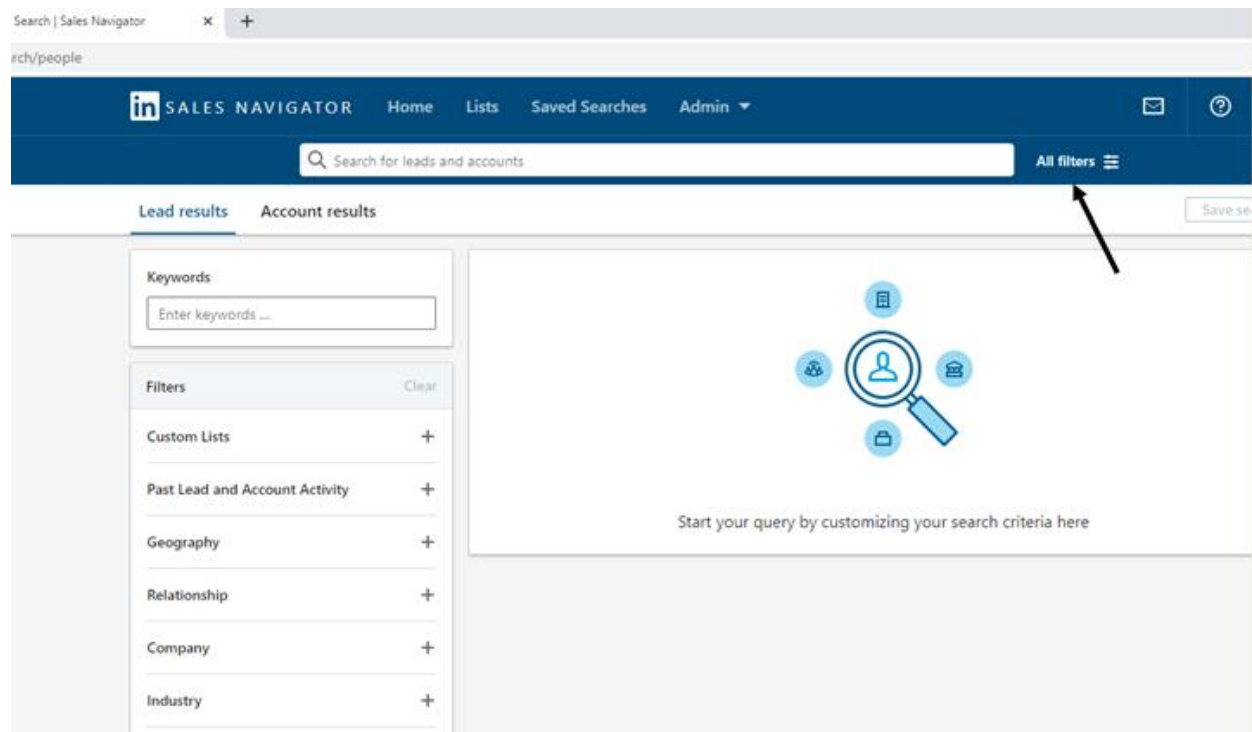 Search | Sales Navigator
rch/people
in SALES NAVIGATOR Home Lists Saved Searches Admin
Search for leads and accounts All filters
Lead results Account results Save se
Keywords
Enter keywords ...
Filters Clear
Custom Lists
Past Lead and Account Activity
Geography
Relationship
Company
Industry
Start your query by customizing your search criteria here